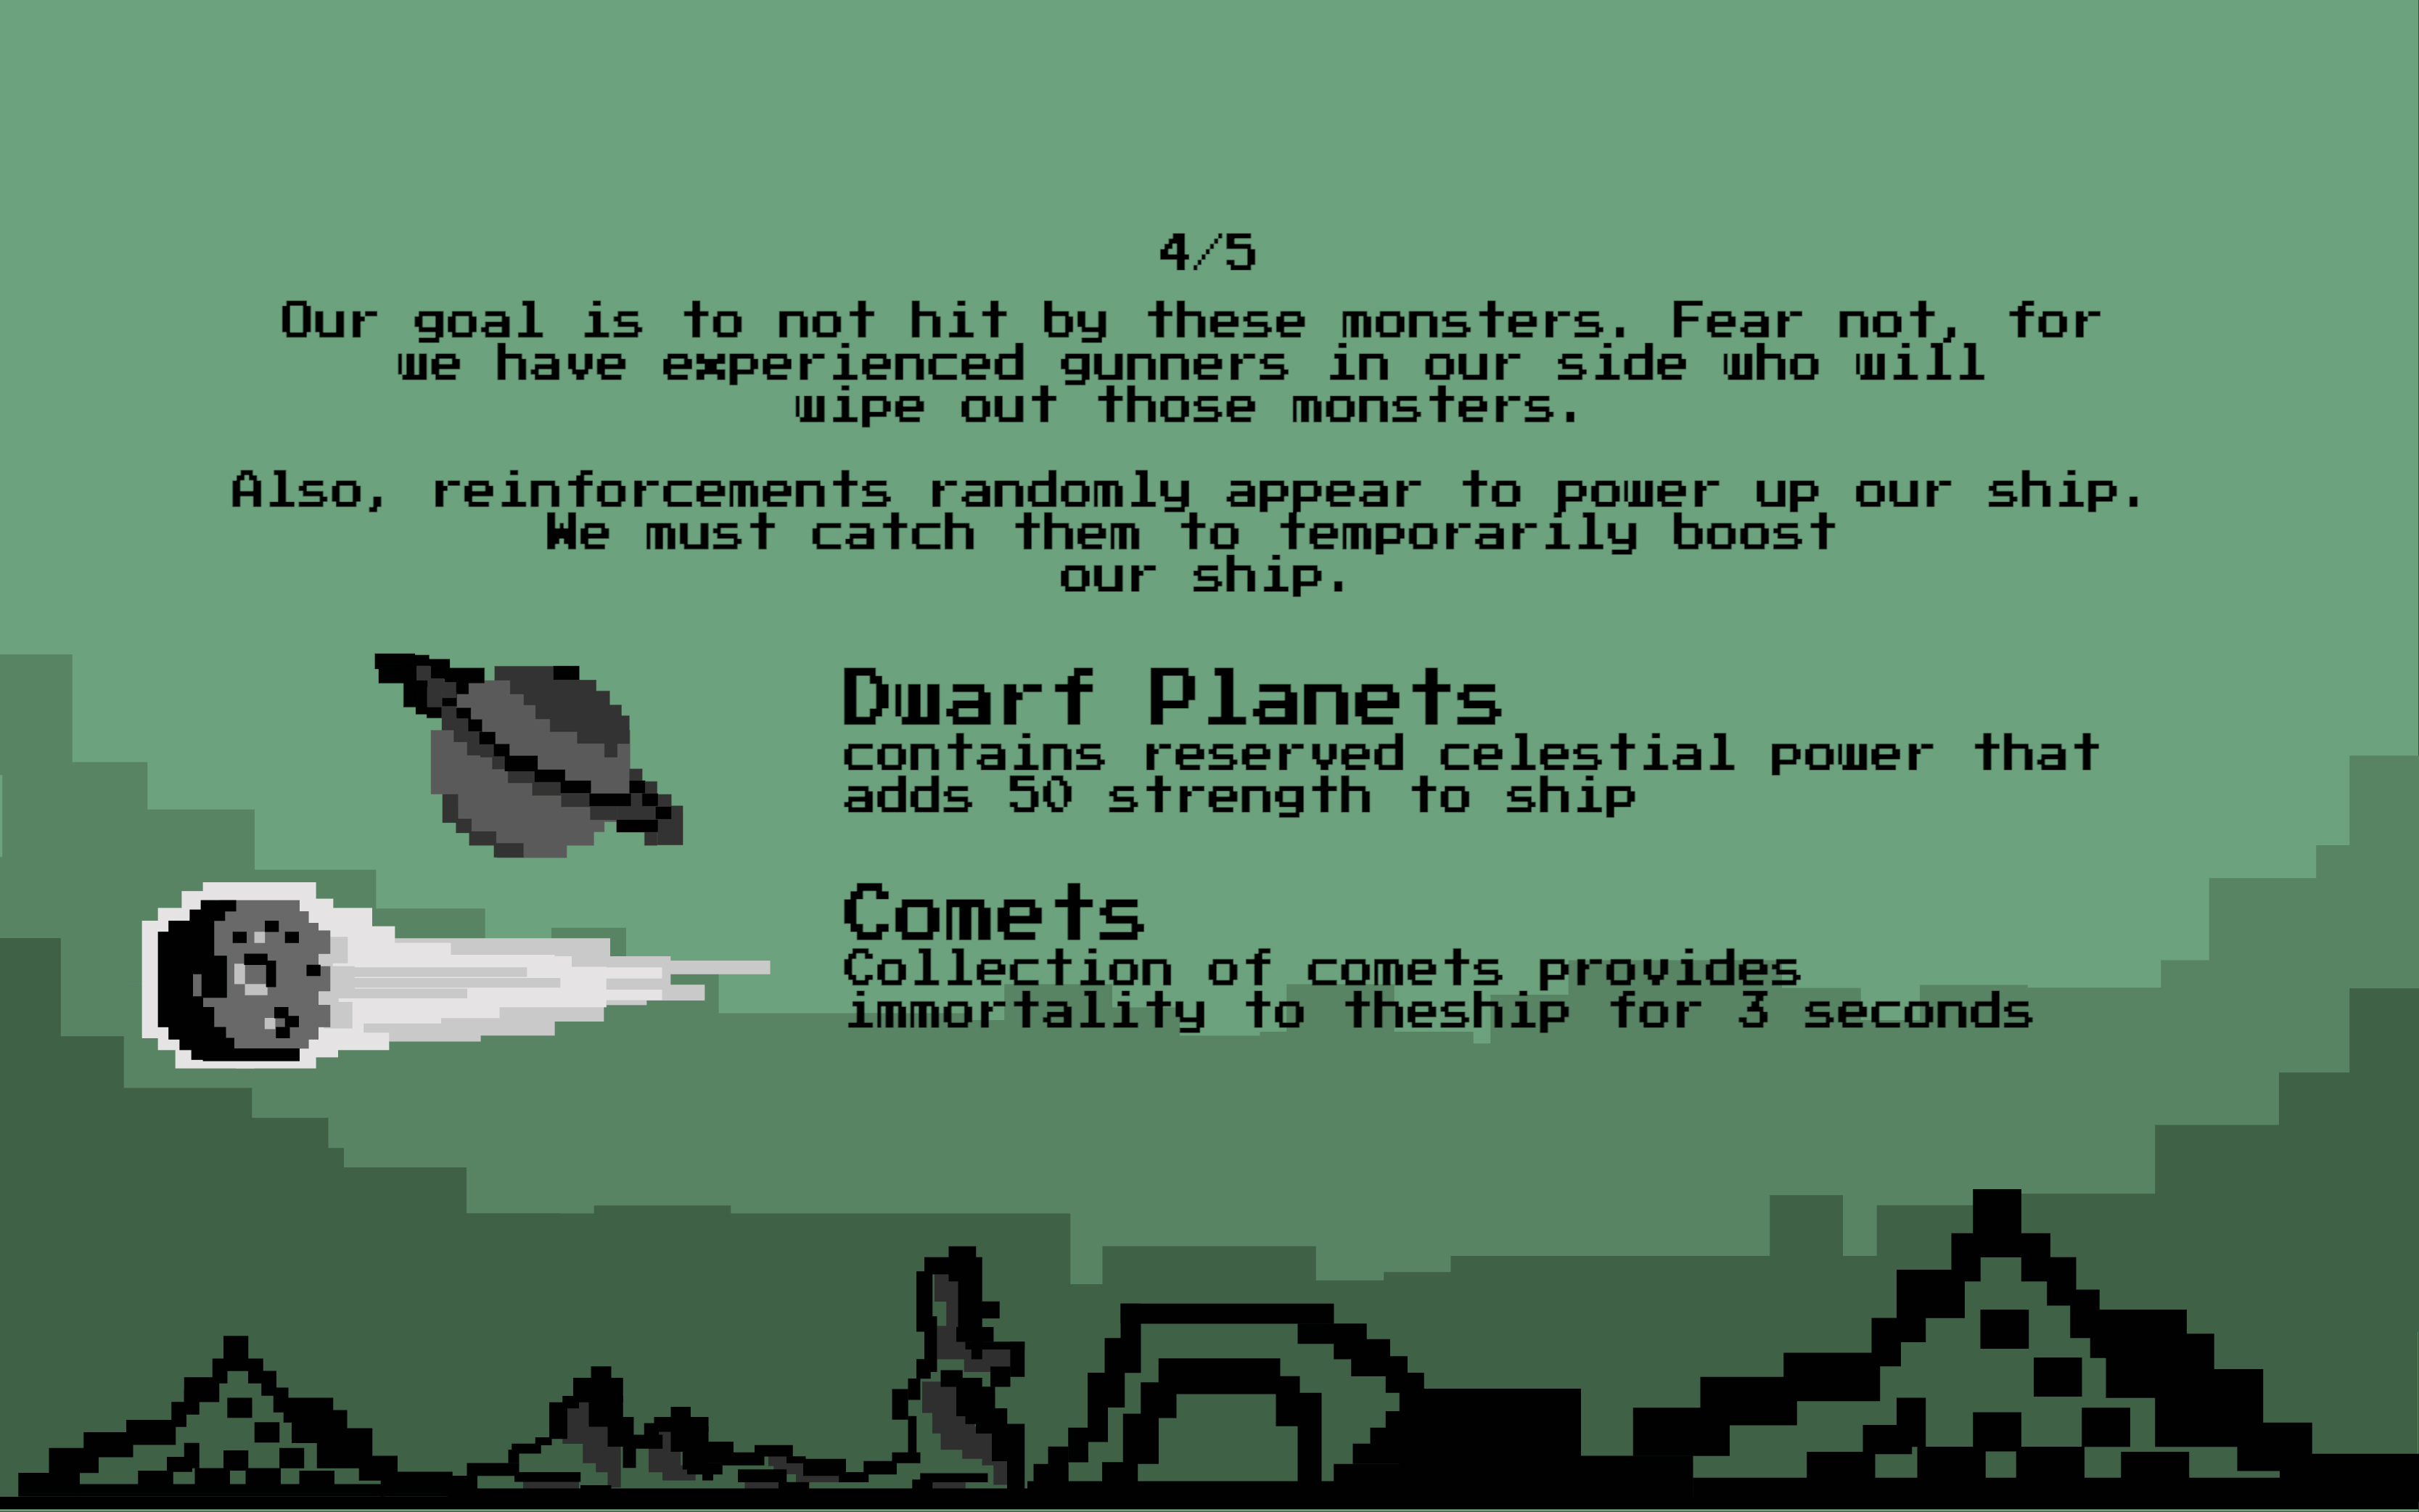 4/5
Our goal is to not hit by these monsters. Fear not, for
we have experienced gunners in our side who will
wipe out those monsters.
Also, reinforcements randomly appear to power up our ship.
We must catch them to temporarily boost
our ship.
Dwarf Planets
contains reserved celestial power that
adds 50 strength to ship
Comets
Collection of comets provides
immortality to theship for 3 seconds